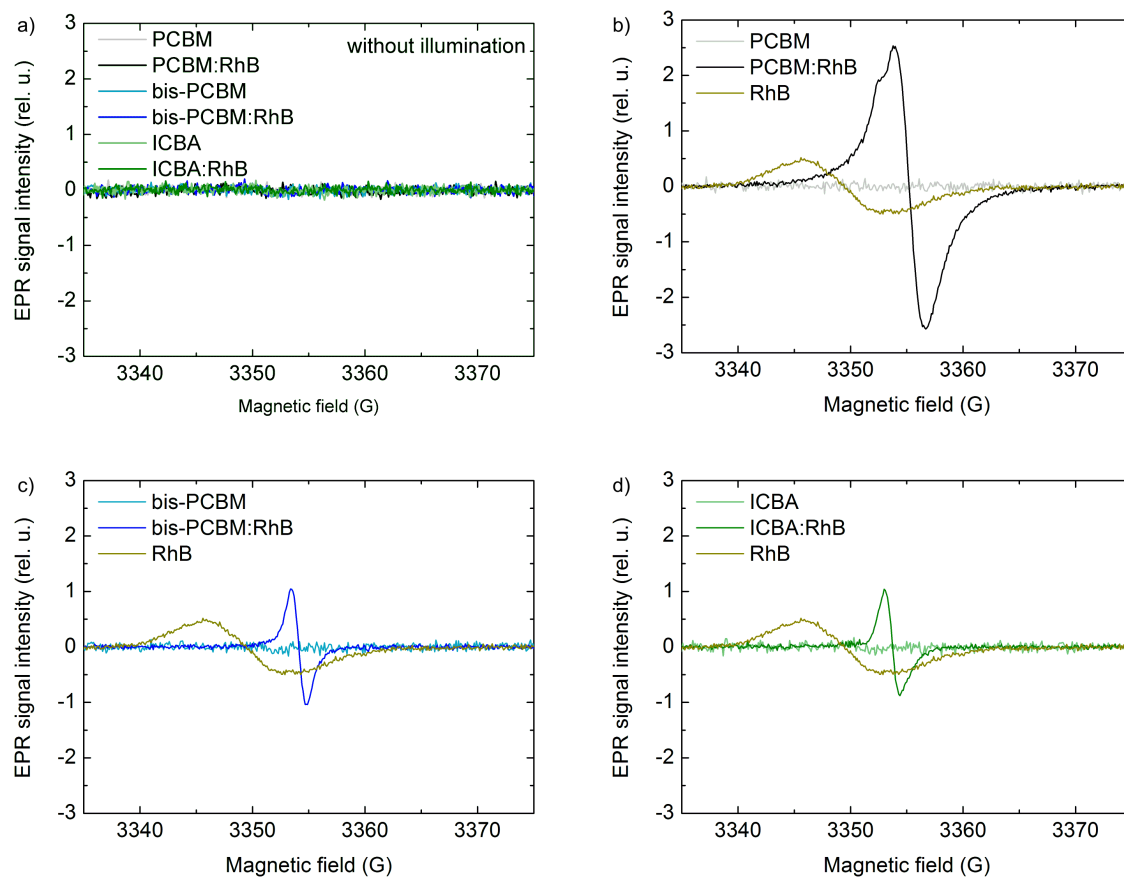 a)
3
2
1
0
-1
-2
-3
EPR signal intensity (rel. u.)
PCBM
PCBM:RhB
bis-PCBM
bis-PCBM:RhB
ICBA
ICBA:RhB
without illumination
3340 3350 3360 3370
Magnetic field (G)
b)
3
2
1
0
-1
-2
-3
EPR signal intensity (rel. u.)
PCBM
PCBM:RhB
RhB
3340 3350 3360 3370
Magnetic field (G)
c)
3
2
1
0
-1
-2
-3
EPR signal intensity (rel. u.)
bis-PCBM
bis-PCBM:RhB
RhB
3340 3350 3360 3370
Magnetic field (G)
d)
3
2
1
0
-1
-2
-3
EPR signal intensity (rel. u.)
ICBA
ICBA:RhB
RhB
3340 3350 3360 3370
Magnetic field (G)